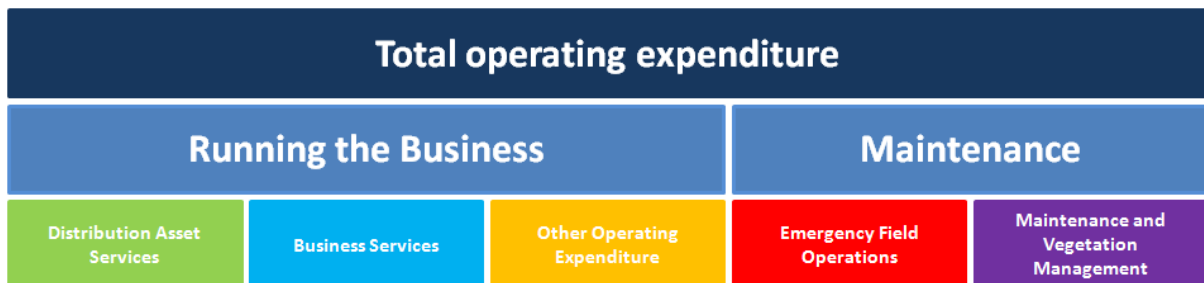 Total operating expenditure
Running the Business
Maintenance
Distribution Asset
Services
Business Services
Other Operating
Expenditure
Emergency Field
Operations
Maintenance and
Vegetation
Management